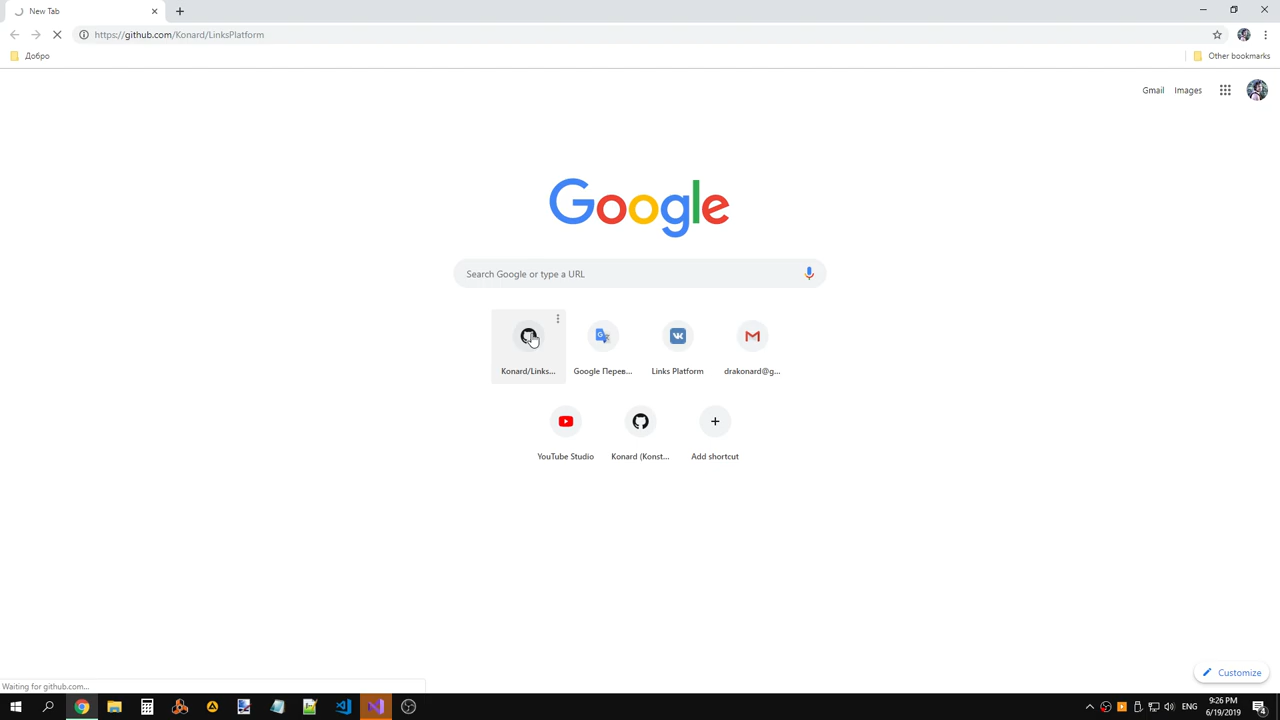 New Tab
https://github.com/Konard/LinksPlatform
Добро
Other bookmarks
Gmail
Images
Google
Search Google or type a URL
Konard/Links...
Google Перев...
Links Platform
drakonard@g...
YouTube Studio
Konard (Konst...
Add shortcut
Customize
Waiting for github.com...
ENG
9:26 PM
6/19/2019
4